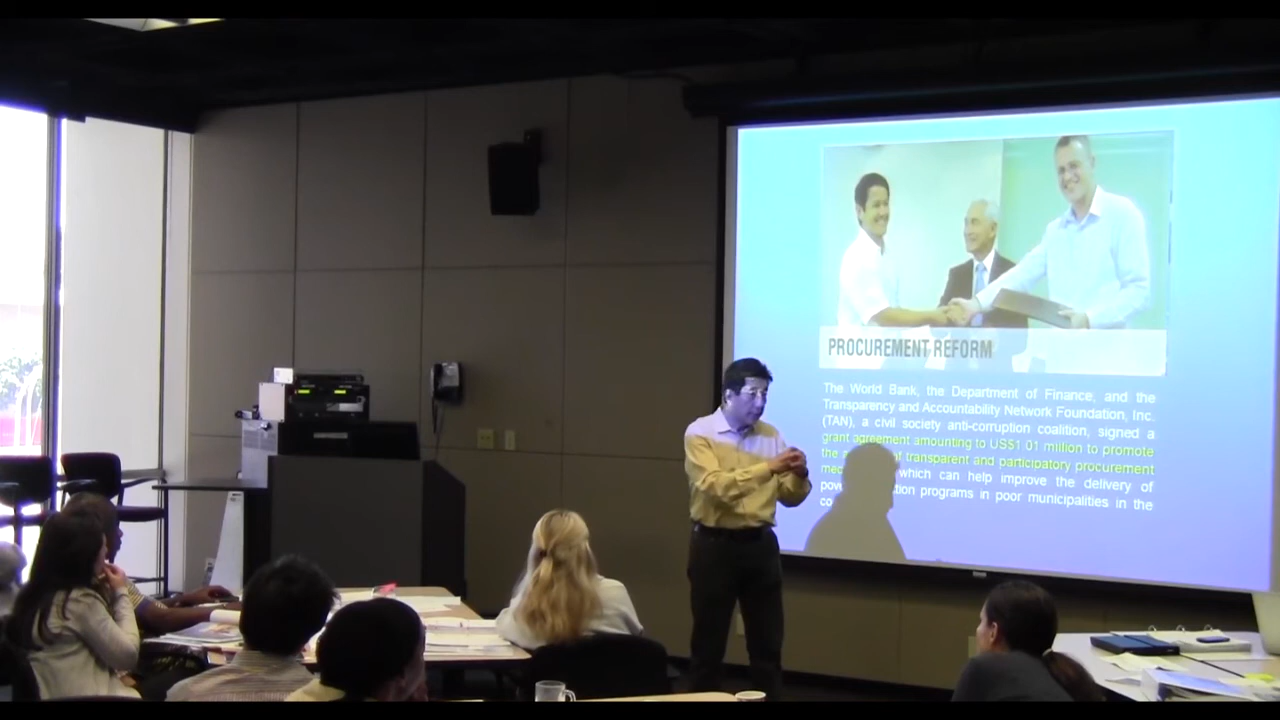 PROCUREMENT REFORM
The World Bank, the Department of Finance, and the
Transparency and Accountability Network Foundation, Inc.
(TAN), a civil society anti-corruption coalition, signed a
grant agreement amounting to US$1.01 million to promote
the of transparent and participatory procurement
which can help improve the delivery of
programs in poor municipalities in the